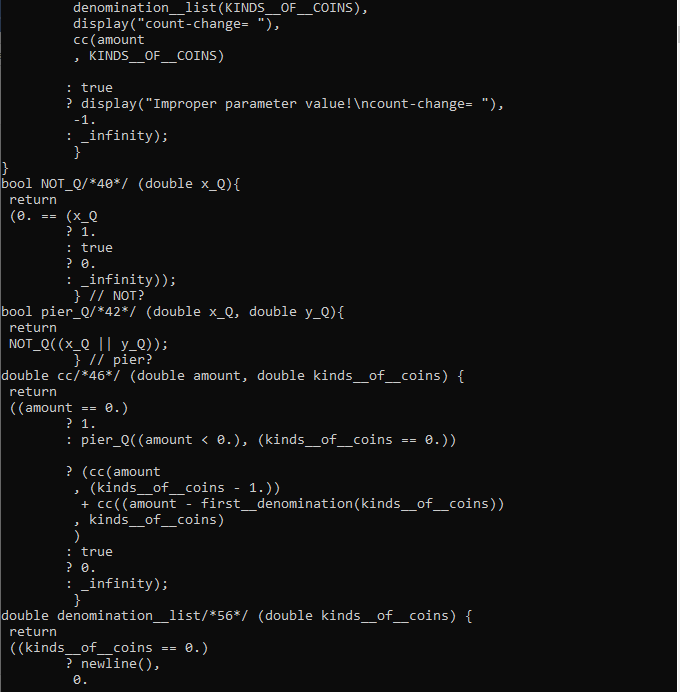 denomination__list(KINDS__OF__COINS),
display("count-change= "),
cc(amount
, KINDS__OF__COINS)
: true
? display("Improper parameter value!\ncount-change= "),
-1.
: _infinity);
}
}
bool NOT_Q/*40*/ (double x_Q){
return
(0. == (x_Q
? 1.
: true
? 0.
: _infinity));
} // NOT?
bool pier_Q/*42*/ (double x_Q, double y_Q){
return
NOT_Q((x_Q || y_Q));
} // pier?
double cc/*46*/ (double amount, double kinds__of__coins) {
return
((amount == 0.)
? 1.
: pier_Q((amount < 0.), (kinds__of__coins == 0.))
? (cc(amount
, (kinds__of__coins - 1.))
+ cc((amount - first__denomination(kinds__of__coins))
, kinds__of__coins)
)
: true
? 0.
: _infinity);
}
double denomination__list/*56*/ (double kinds__of__coins) {
return
((kinds__of__coins == 0.)
? newline(),
0.